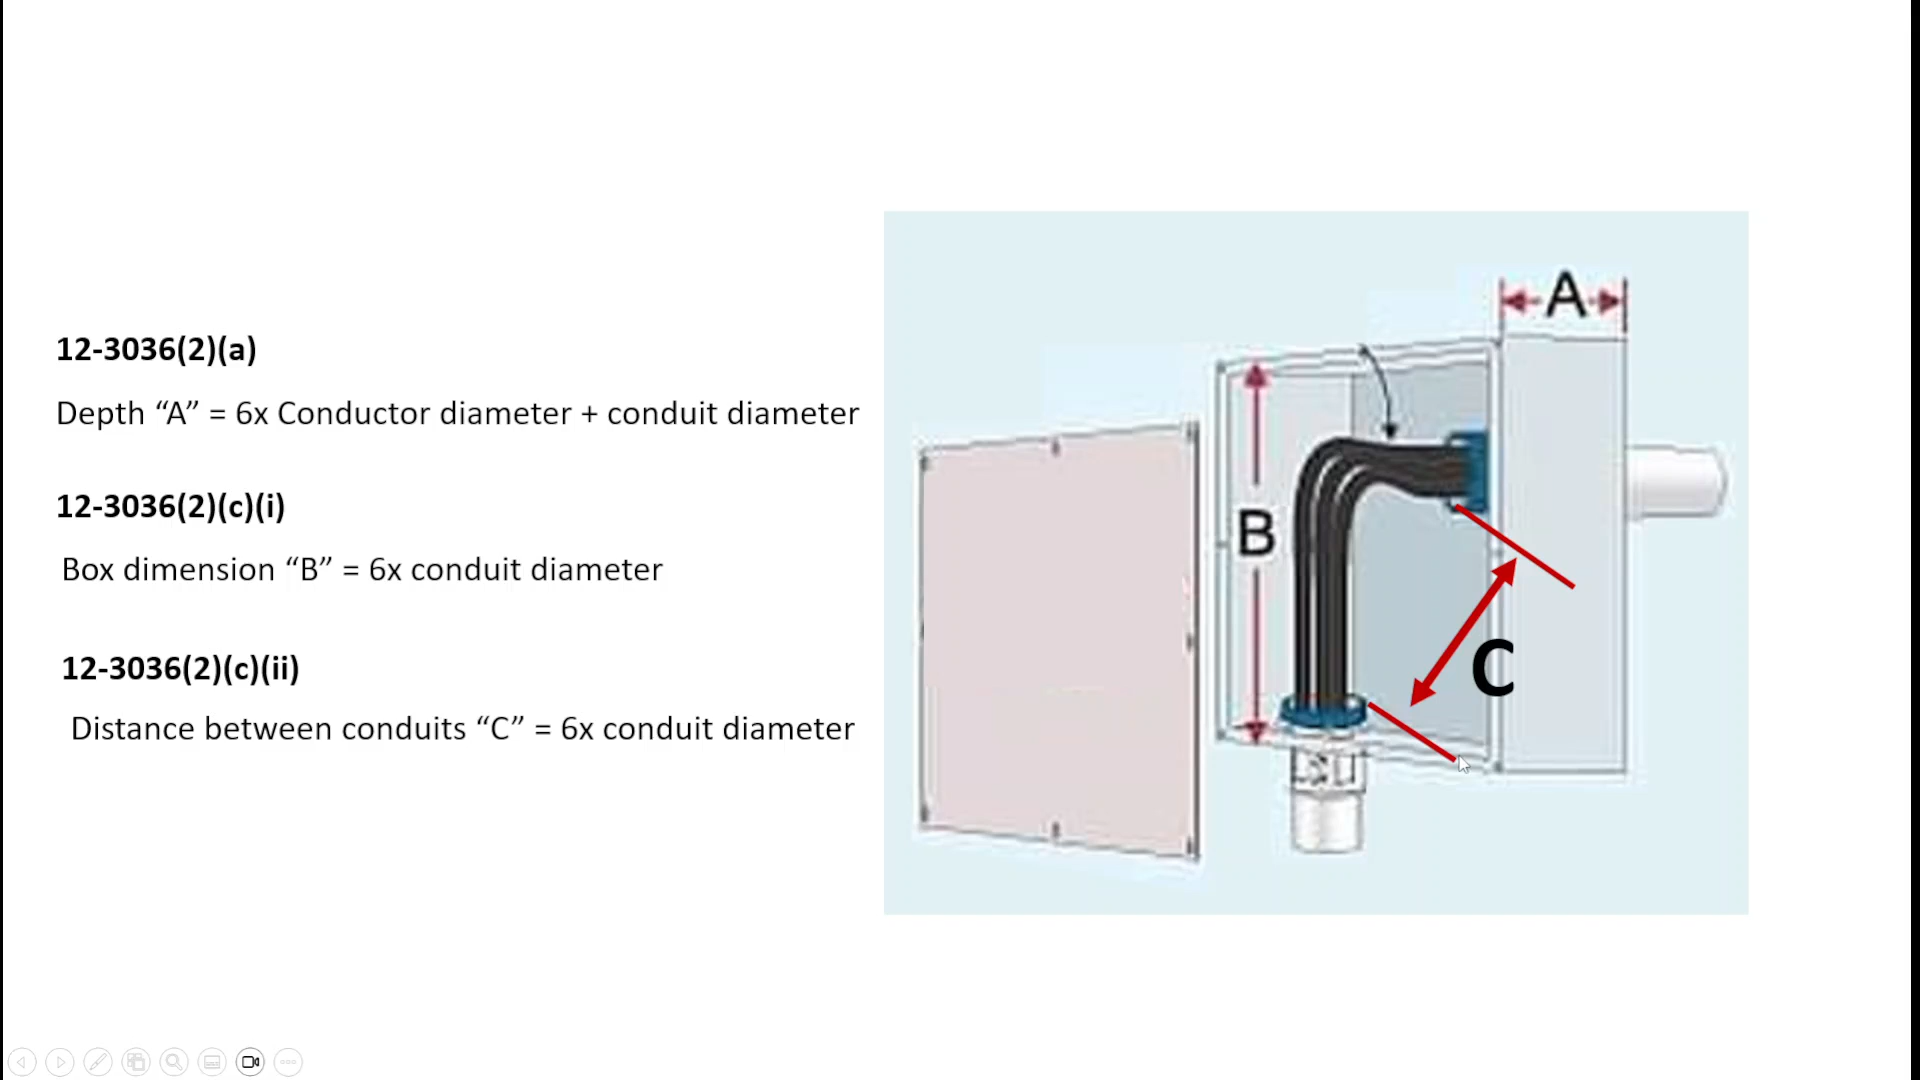 12-3036(2)(a)
Depth “A” = 6x Conductor diameter + conduit diameter
12-3036(2)(c)(i)
Box dimension “B” = 6x conduit diameter
12-3036(2)(c)(ii)
Distance between conduits “C” = 6x conduit diameter
A
B
C